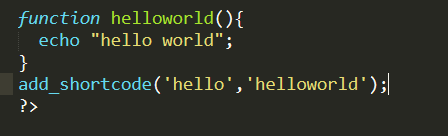 function helloworld(){
  echo "hello world";
}
add_shortcode('hello','helloworld');
?>